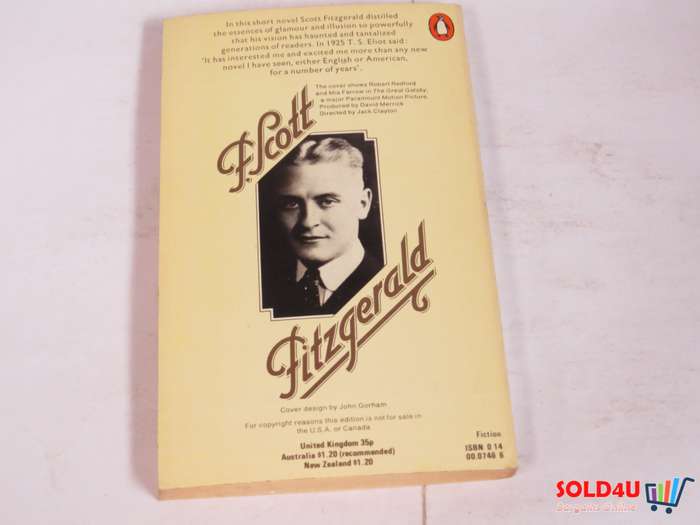 In this short novel Scott Fitzgerald distilled
the essences of glamour and illusion so powerfully
that his vision has haunted and tantalized
generations of readers. In 1925 T. S. Eliot said:
'It has interested me and excited me more than any new
novel I have seen, either English or American,
for a number of years'.
The cover shows Robert Redford
and Mia Farrow in The Great Gatsby,
a major Paramount Motion Picture,
Produced by David Merrick
Directed by Jack Clayton
F. Scott
Fitzgerald
Cover design by John Gorham
For copyright reasons this edition is not for sale in
the U.S.A. or Canada
United Kingdom 35p
Australia $1.20 (recommended)
New Zealand $1.20
Fiction
ISBN 0 14
00.0746 6
SOLD4U
Bargains Online